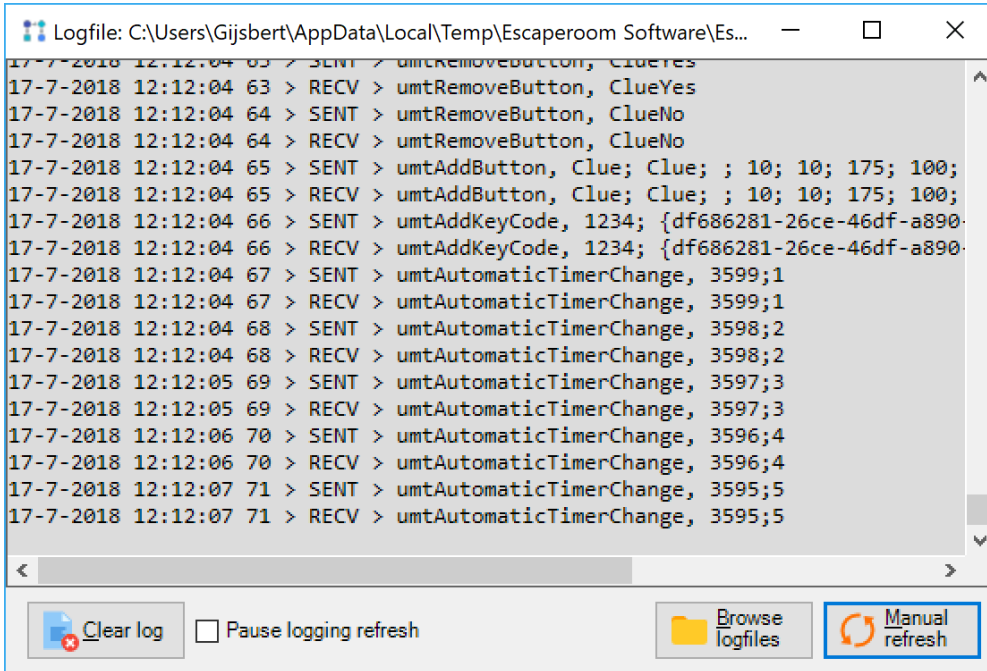 Logfile: C:\Users\Gijsbert\AppData\Local\Temp\Escaperoom Software\Es...
17-7-2018 12:12:04 63 > SENT > umtRemoveButton, ClueYes
17-7-2018 12:12:04 63 > RECV > umtRemoveButton, ClueYes
17-7-2018 12:12:04 64 > SENT > umtRemoveButton, ClueNo
17-7-2018 12:12:04 64 > RECV > umtRemoveButton, ClueNo
17-7-2018 12:12:04 65 > SENT > umtAddButton, Clue; Clue; ; 10; 10; 175; 100;
17-7-2018 12:12:04 65 > RECV > umtAddButton, Clue; Clue; ; 10; 10; 175; 100;
17-7-2018 12:12:04 66 > SENT > umtAddKeyCode, 1234; {df686281-26ce-46df-a890-
17-7-2018 12:12:04 66 > RECV > umtAddKeyCode, 1234; {df686281-26ce-46df-a890-
17-7-2018 12:12:04 67 > SENT > umtAutomaticTimerChange, 3599;1
17-7-2018 12:12:04 67 > RECV > umtAutomaticTimerChange, 3599;1
17-7-2018 12:12:04 68 > SENT > umtAutomaticTimerChange, 3598;2
17-7-2018 12:12:04 68 > RECV > umtAutomaticTimerChange, 3598;2
17-7-2018 12:12:05 69 > SENT > umtAutomaticTimerChange, 3597;3
17-7-2018 12:12:05 69 > RECV > umtAutomaticTimerChange, 3597;3
17-7-2018 12:12:06 70 > SENT > umtAutomaticTimerChange, 3596;4
17-7-2018 12:12:06 70 > RECV > umtAutomaticTimerChange, 3596;4
17-7-2018 12:12:07 71 > SENT > umtAutomaticTimerChange, 3595;5
17-7-2018 12:12:07 71 > RECV > umtAutomaticTimerChange, 3595;5
Clear log
Pause logging refresh
Browse
logfiles
Manual
refresh